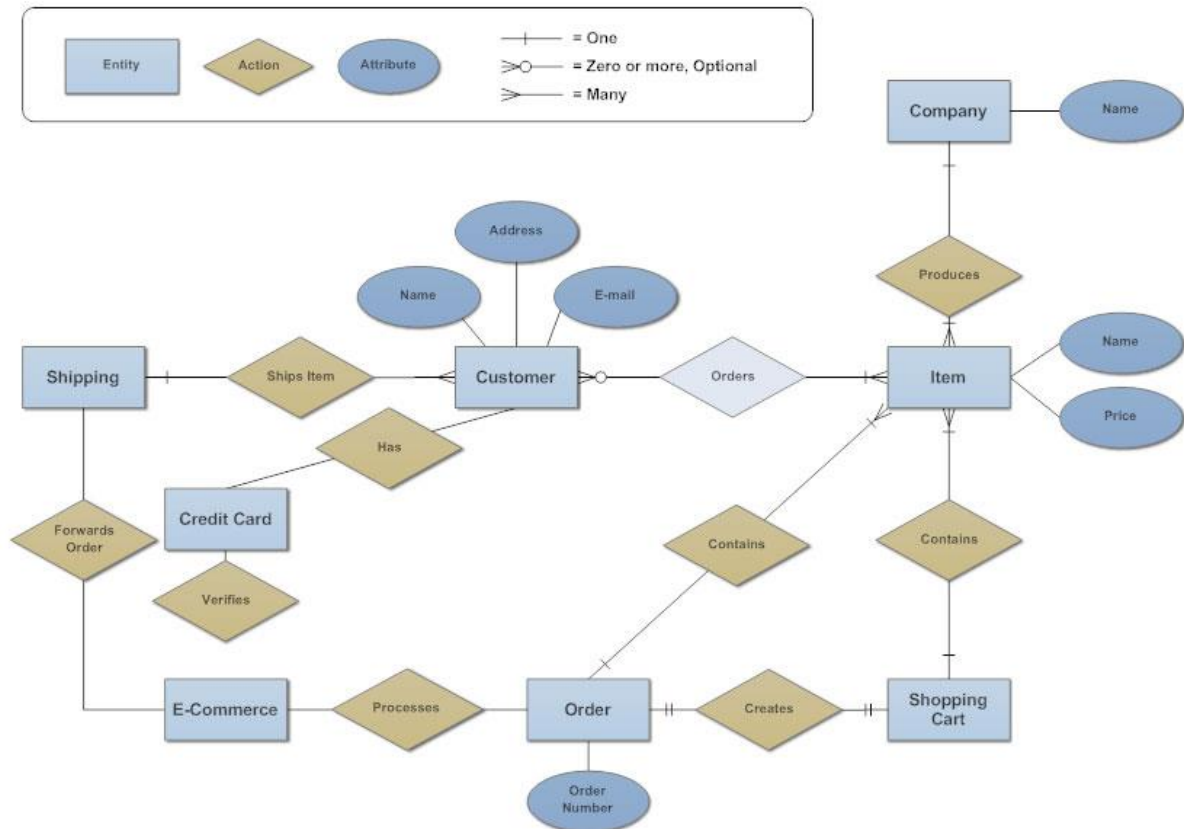 Entity
Action
Attribute
= One
= Zero or more, Optional
= Many
Company
Name
Address
Name
E-mail
Produces
Name
Shipping
Ships Item
Customer
Orders
Item
Price
Has
Credit Card
Forwards
Order
Contains
Contains
Verifies
E-Commerce
Processes
Order
Creates
Shopping
Cart
Order
Number